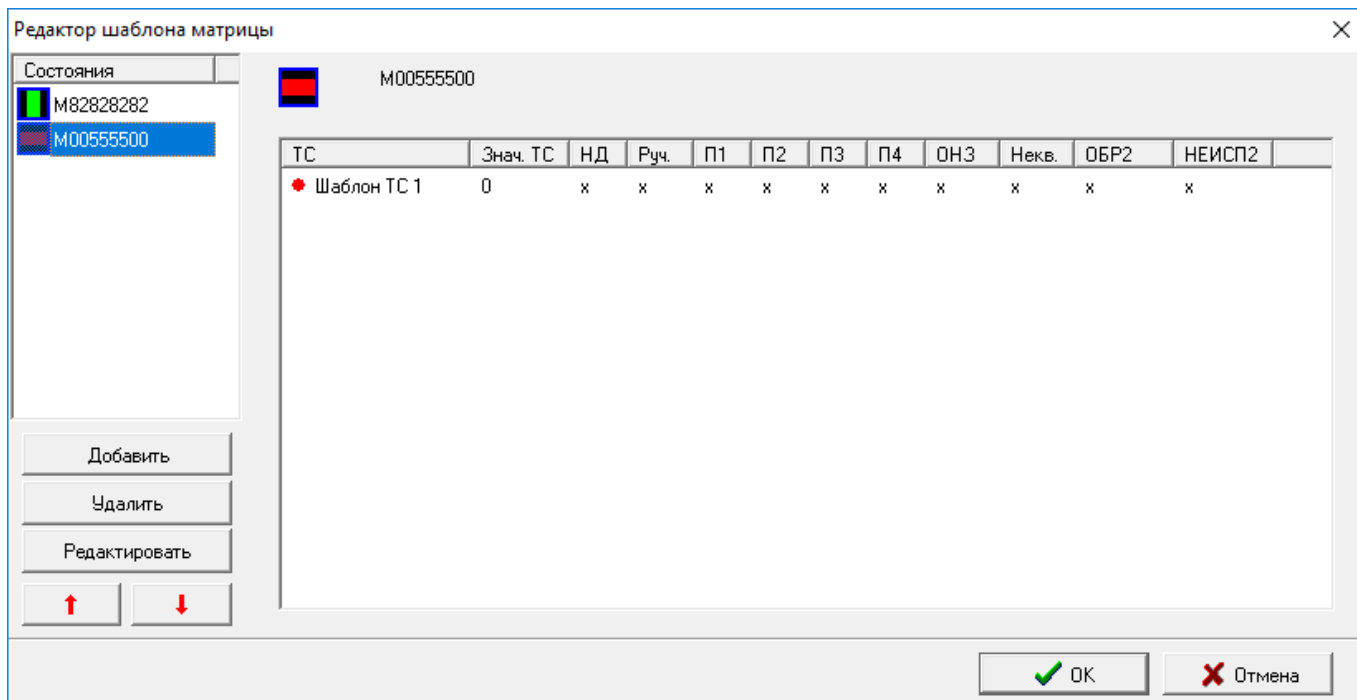 Редактор шаблона матрицы
Состояния
M82828282
M00555500
M00555500
ТС Знач. ТС НД Руч. П1 П2 П3 П4 ОНЗ Некв. ОБР2 НЕИСП2
Шаблон ТС 1 0 x x x x x x x x x x
Добавить
Удалить
Редактировать
OK Отмена